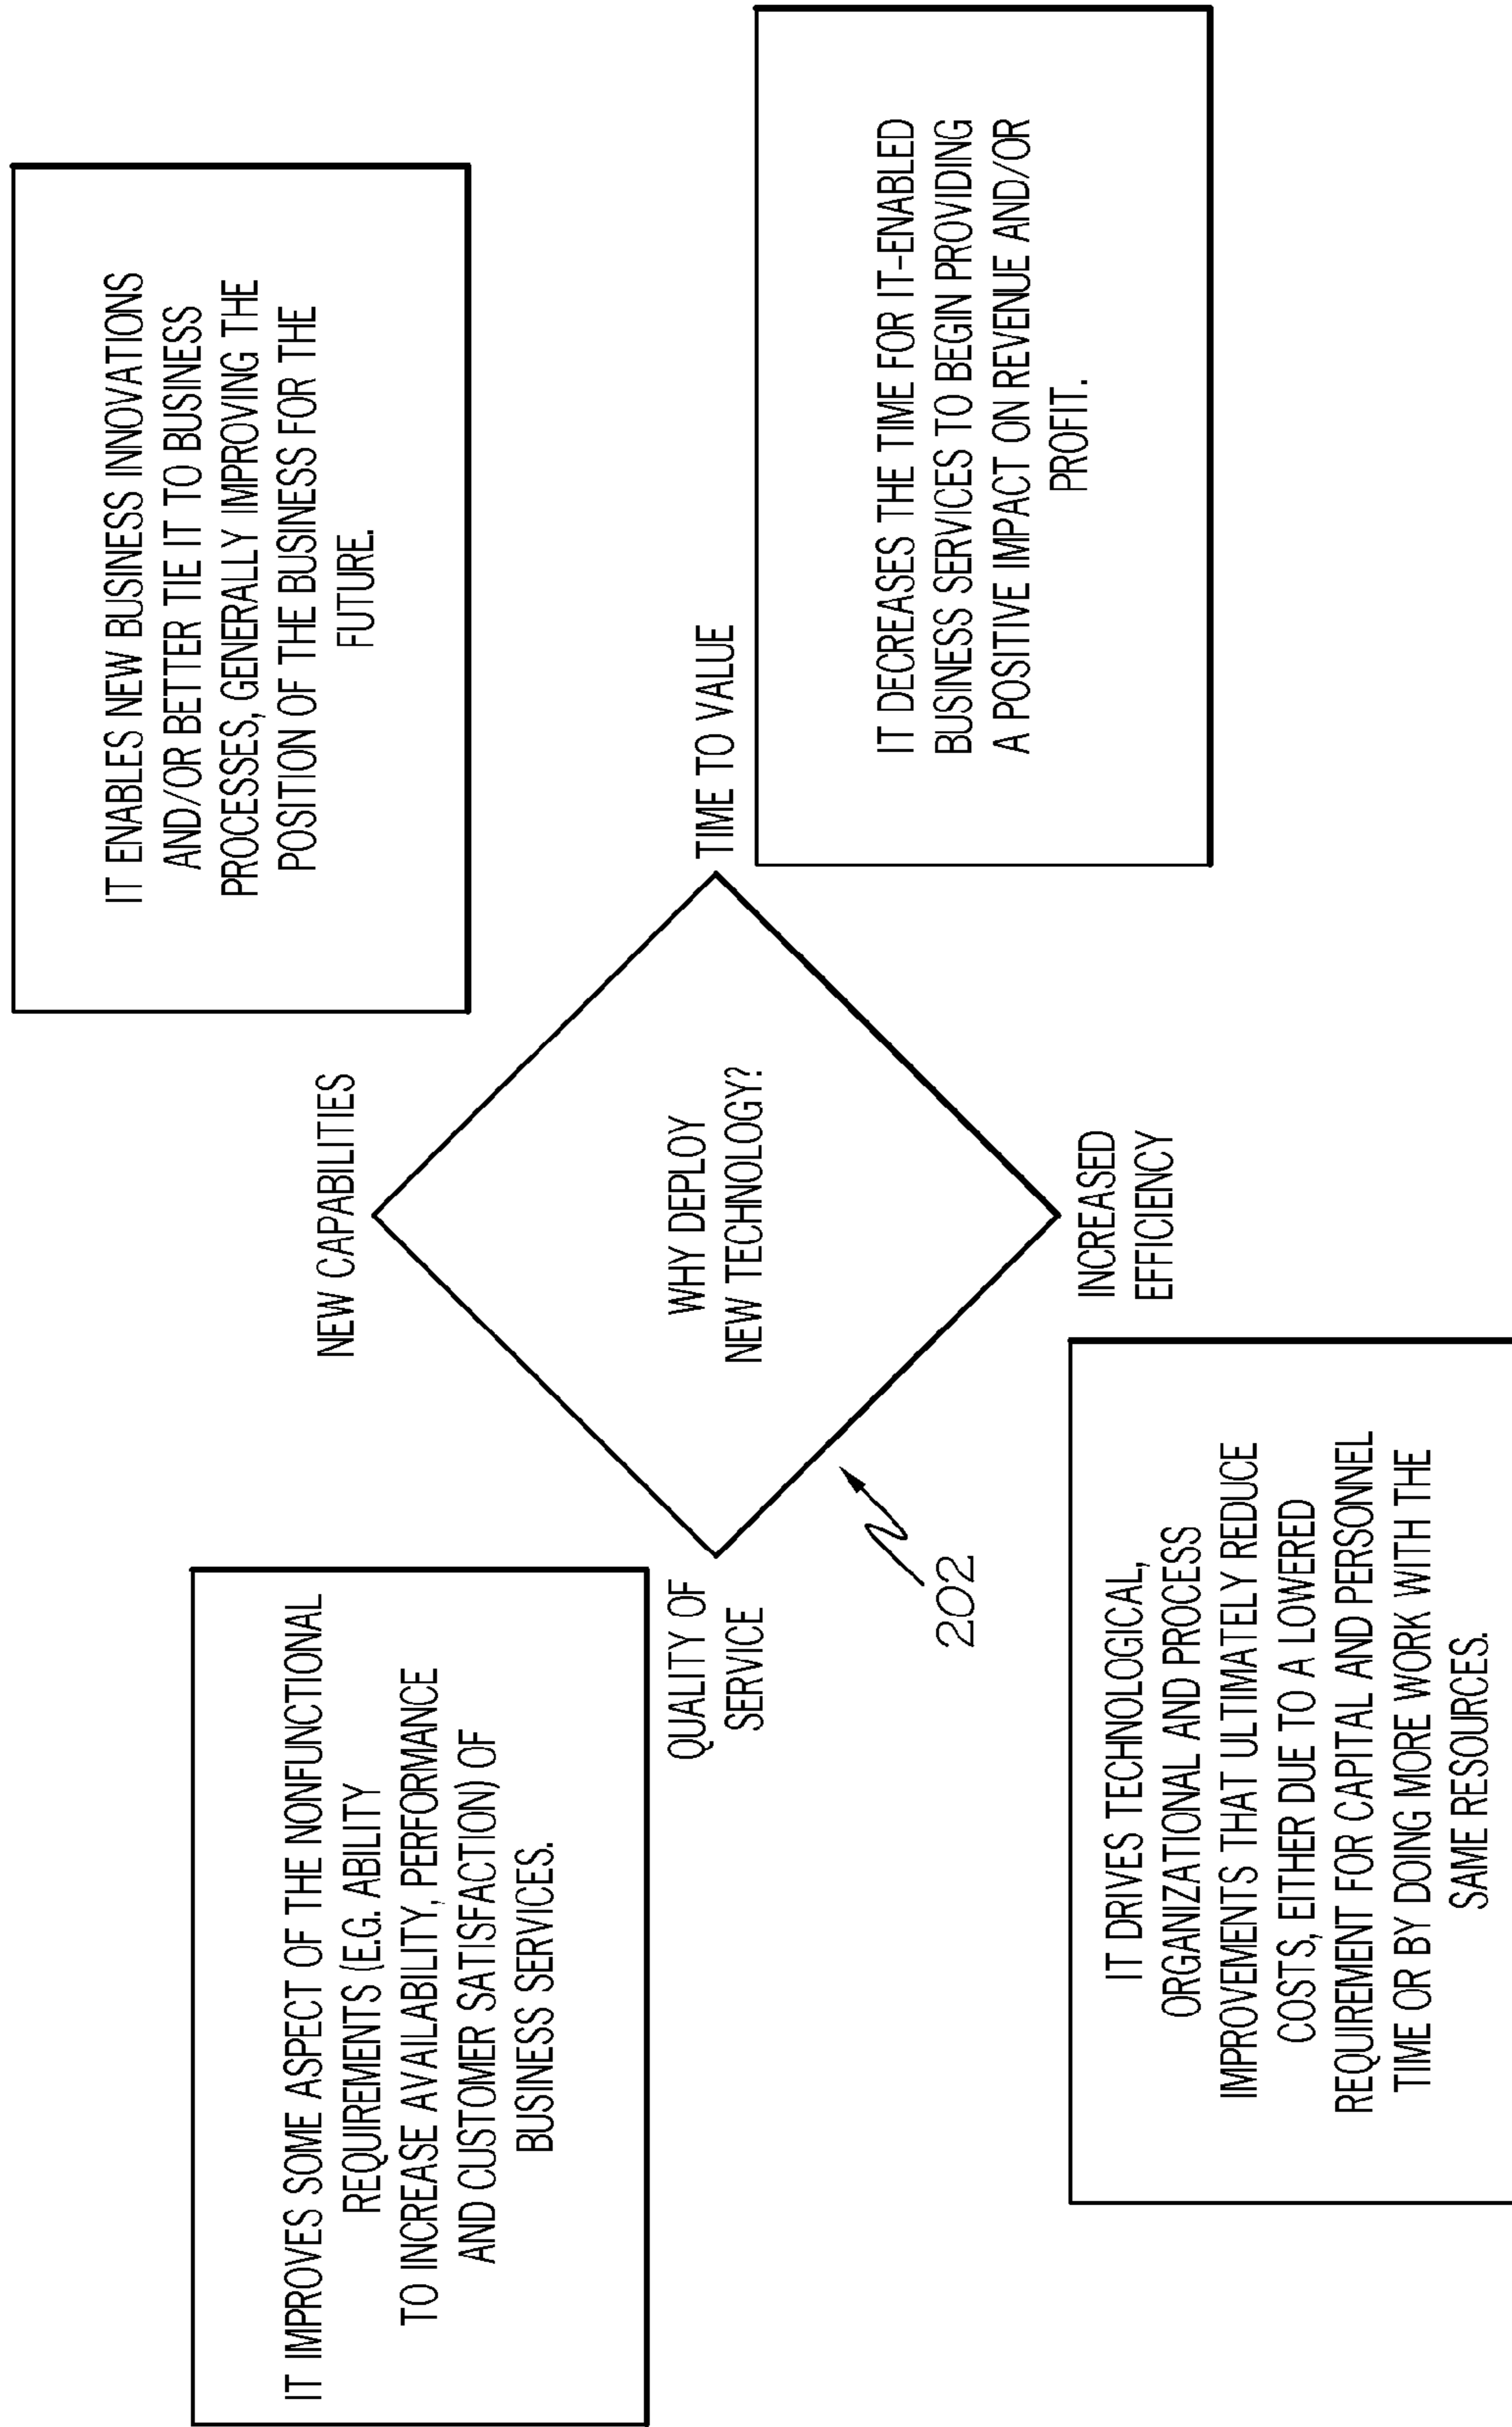 IT IMPROVES SOME ASPECT OF THE NONFUNCTIONAL
REQUIREMENTS (E.G. ABILITY
TO INCREASE AVAILABILITY, PERFORMANCE
AND CUSTOMER SATISFACTION) OF
BUSINESS SERVICES.
NEW CAPABILITIES
IT ENABLES NEW BUSINESS INNOVATIONS
AND/OR BETTER TIE IT TO BUSINESS
PROCESSES, GENERALLY IMPROVING THE
POSITION OF THE BUSINESS FOR THE
FUTURE.
QUALITY OF
SERVICE
WHY DEPLOY
NEW TECHNOLOGY?
TIME TO VALUE
202
IT DRIVES TECHNOLOGICAL,
ORGANIZATIONAL AND PROCESS
IMPROVEMENTS THAT ULTIMATELY REDUCE
COSTS, EITHER DUE TO A LOWERED
REQUIREMENT FOR CAPITAL AND PERSONNEL
TIME OR BY DOING MORE WORK WITH THE
SAME RESOURCES.
INCREASED
EFFICIENCY
IT DECREASES THE TIME FOR IT-ENABLED
BUSINESS SERVICES TO BEGIN PROVIDING
A POSITIVE IMPACT ON REVENUE AND/OR
PROFIT.